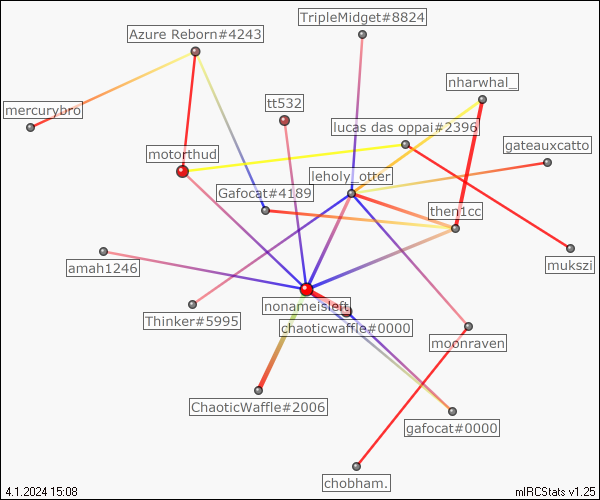 TripleMidget#8824
Azure Reborn#4243
nharwhal_
mercurybro
tt532
lucas das oppai#2396
gateauxcatto
motorthud
leholy_otter
Gafocat#4189
then1cc
mukszi
amah1246
nonameisleft
Thinker#5995
chaoticwaffle#0000
moonraven
ChaoticWaffle#2006
gafocat#0000
chobham.
4.1.2024 15:08
mIRCStats v1.25